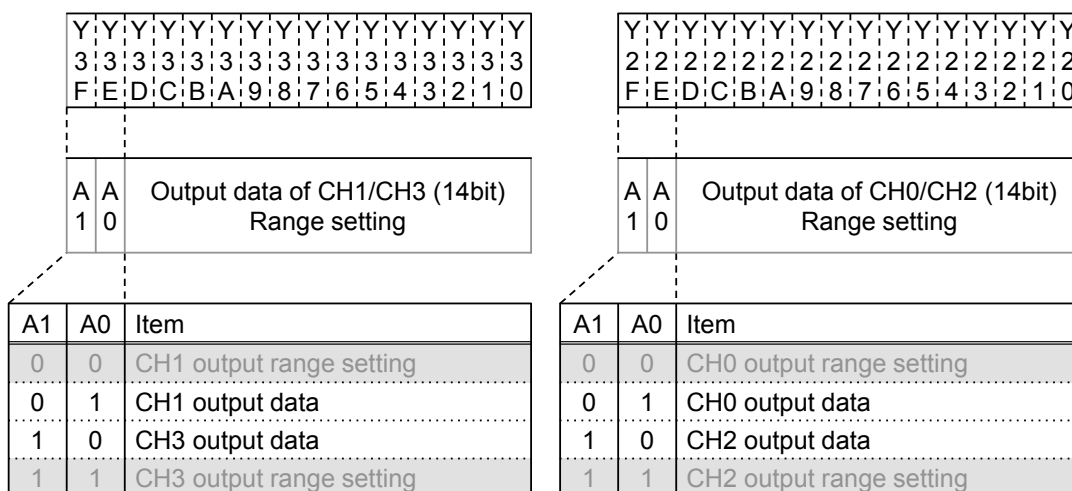 Y Y Y Y Y Y Y Y Y Y Y Y Y Y Y Y
3 3 3 3 3 3 3 3 3 3 3 3 3 3 3 3
F E D C B A 9 8 7 6 5 4 3 2 1 0
A A
1 0
Output data of CH1/CH3 (14bit)
Range setting
A1 A0 Item
0 0 CH1 output range setting
0 1 CH1 output data
1 0 CH3 output data
1 1 CH3 output range setting
Y Y Y Y Y Y Y Y Y Y Y Y Y Y Y Y
2 2 2 2 2 2 2 2 2 2 2 2 2 2 2 2
F E D C B A 9 8 7 6 5 4 3 2 1 0
A A
1 0
Output data of CH0/CH2 (14bit)
Range setting
A1 A0 Item
0 0 CH0 output range setting
0 1 CH0 output data
1 0 CH2 output data
1 1 CH2 output range setting